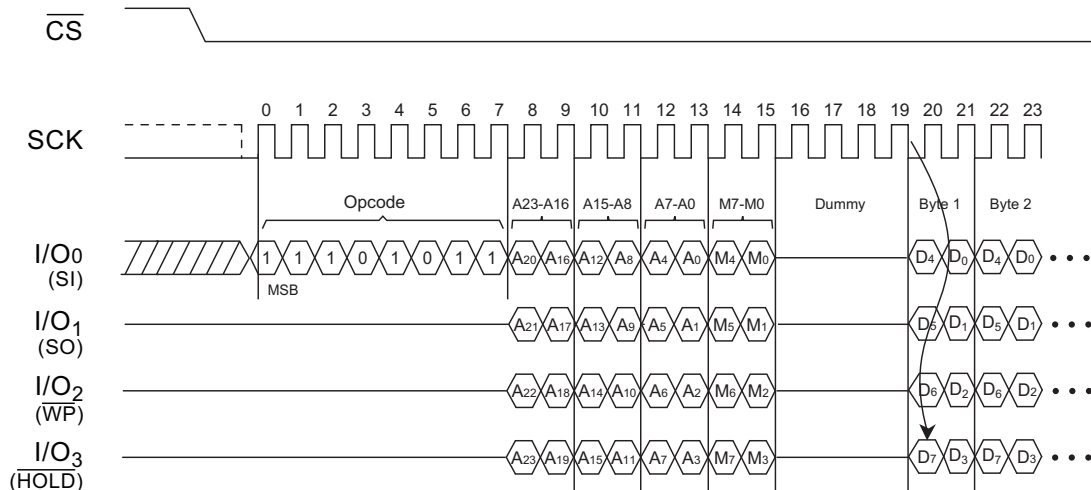 CS
0 1 2 3 4 5 6 7 8 9 10 11 12 13 14 15 16 17 18 19 20 21 22 23
SCK
Opcode A23-A16 A15-A8 A7-A0 M7-M0 Dummy Byte 1 Byte 2
I/O0 1 1 1 0 1 0 1 1 A20 A16 A12 A8 A4 A0 M4 M0 D4 D0 D4 D0 • • •
(SI)
MSB
I/O1 A21 A17 A13 A9 A5 A1 M5 M1 D5 D1 D5 D1 • • •
(SO)
I/O2 A22 A18 A14 A10 A6 A2 M6 M2 D6 D2 D6 D2 • • •
(WP)
I/O3 A23 A19 A15 A11 A7 A3 M7 M3 D7 D3 D7 D3 • • •
(HOLD)